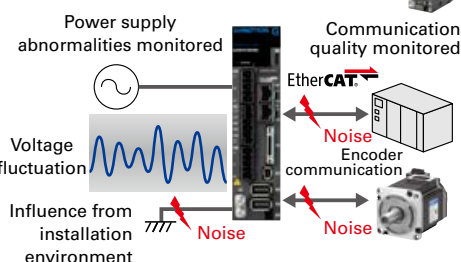 Power supply
abnormalities monitored
Communication
quality monitored
EtherCAT®
Noise
Voltage
fluctuation
Encoder
communication
Noise
Influence from
installation
environment
Noise